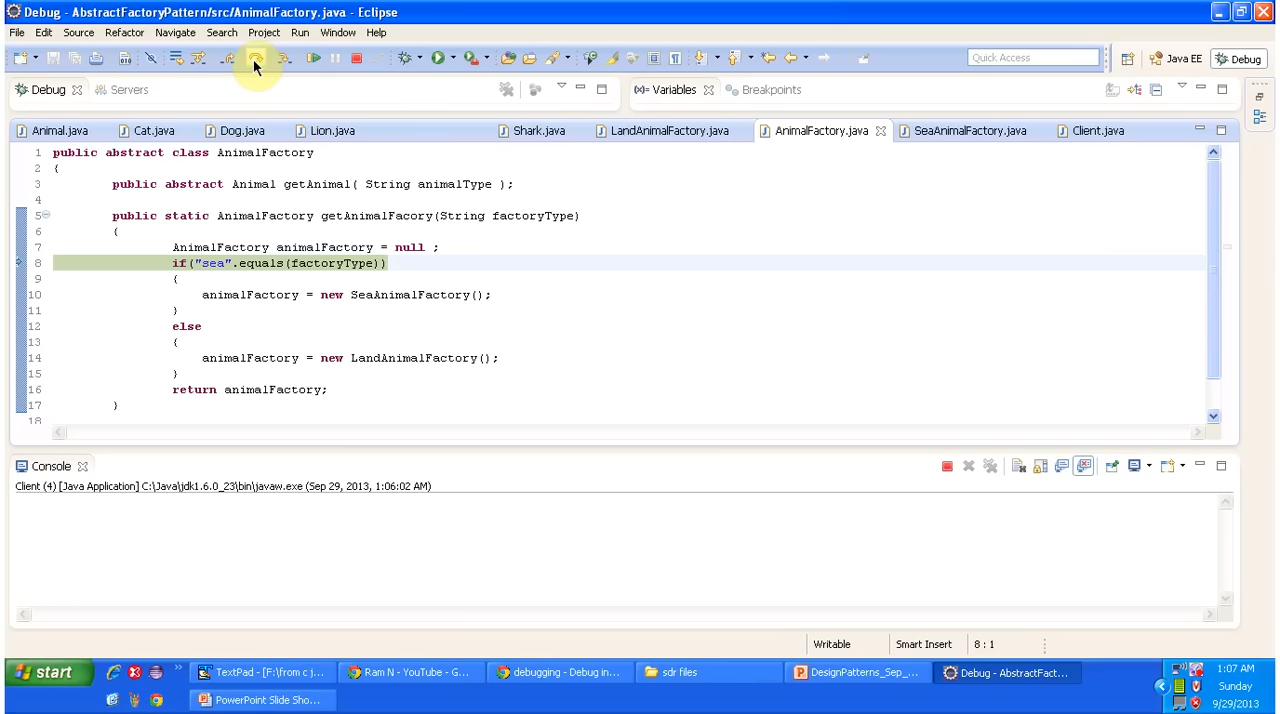 Debug - AbstractFactoryPattern/src/AnimalFactory.java - Eclipse
File Edit Source Refactor Navigate Search Project Run Window Help
Quick Access Java EE Debug
Debug Servers (x)= Variables Breakpoints
Animal.java Cat.java Dog.java Lion.java Shark.java LandAnimalFactory.java AnimalFactory.java SeaAnimalFactory.java Client.java
1 public abstract class AnimalFactory
2 {
3 public abstract Animal getAnimal( String animalType );
4
5 public static AnimalFactory getAnimalFacory(String factoryType)
6 {
7 AnimalFactory animalFactory = null ;
8 if("sea".equals(factoryType))
9 {
10 animalFactory = new SeaAnimalFactory();
11 }
12 else
13 {
14 animalFactory = new LandAnimalFactory();
15 }
16 return animalFactory;
17 }
18
Console
Client (4) [Java Application] C:\Java\jdk1.6.0_23\bin\javaw.exe (Sep 29, 2013, 1:06:02 AM)
Writable Smart Insert 8 : 1
start TextPad - [F:\from c j... Ram N - YouTube - G... debugging - Debug in... sdr files DesignPatterns_Sep_... Debug - AbstractFact... 1:07 AM
Sunday
PowerPoint Slide Sho... 9/29/2013